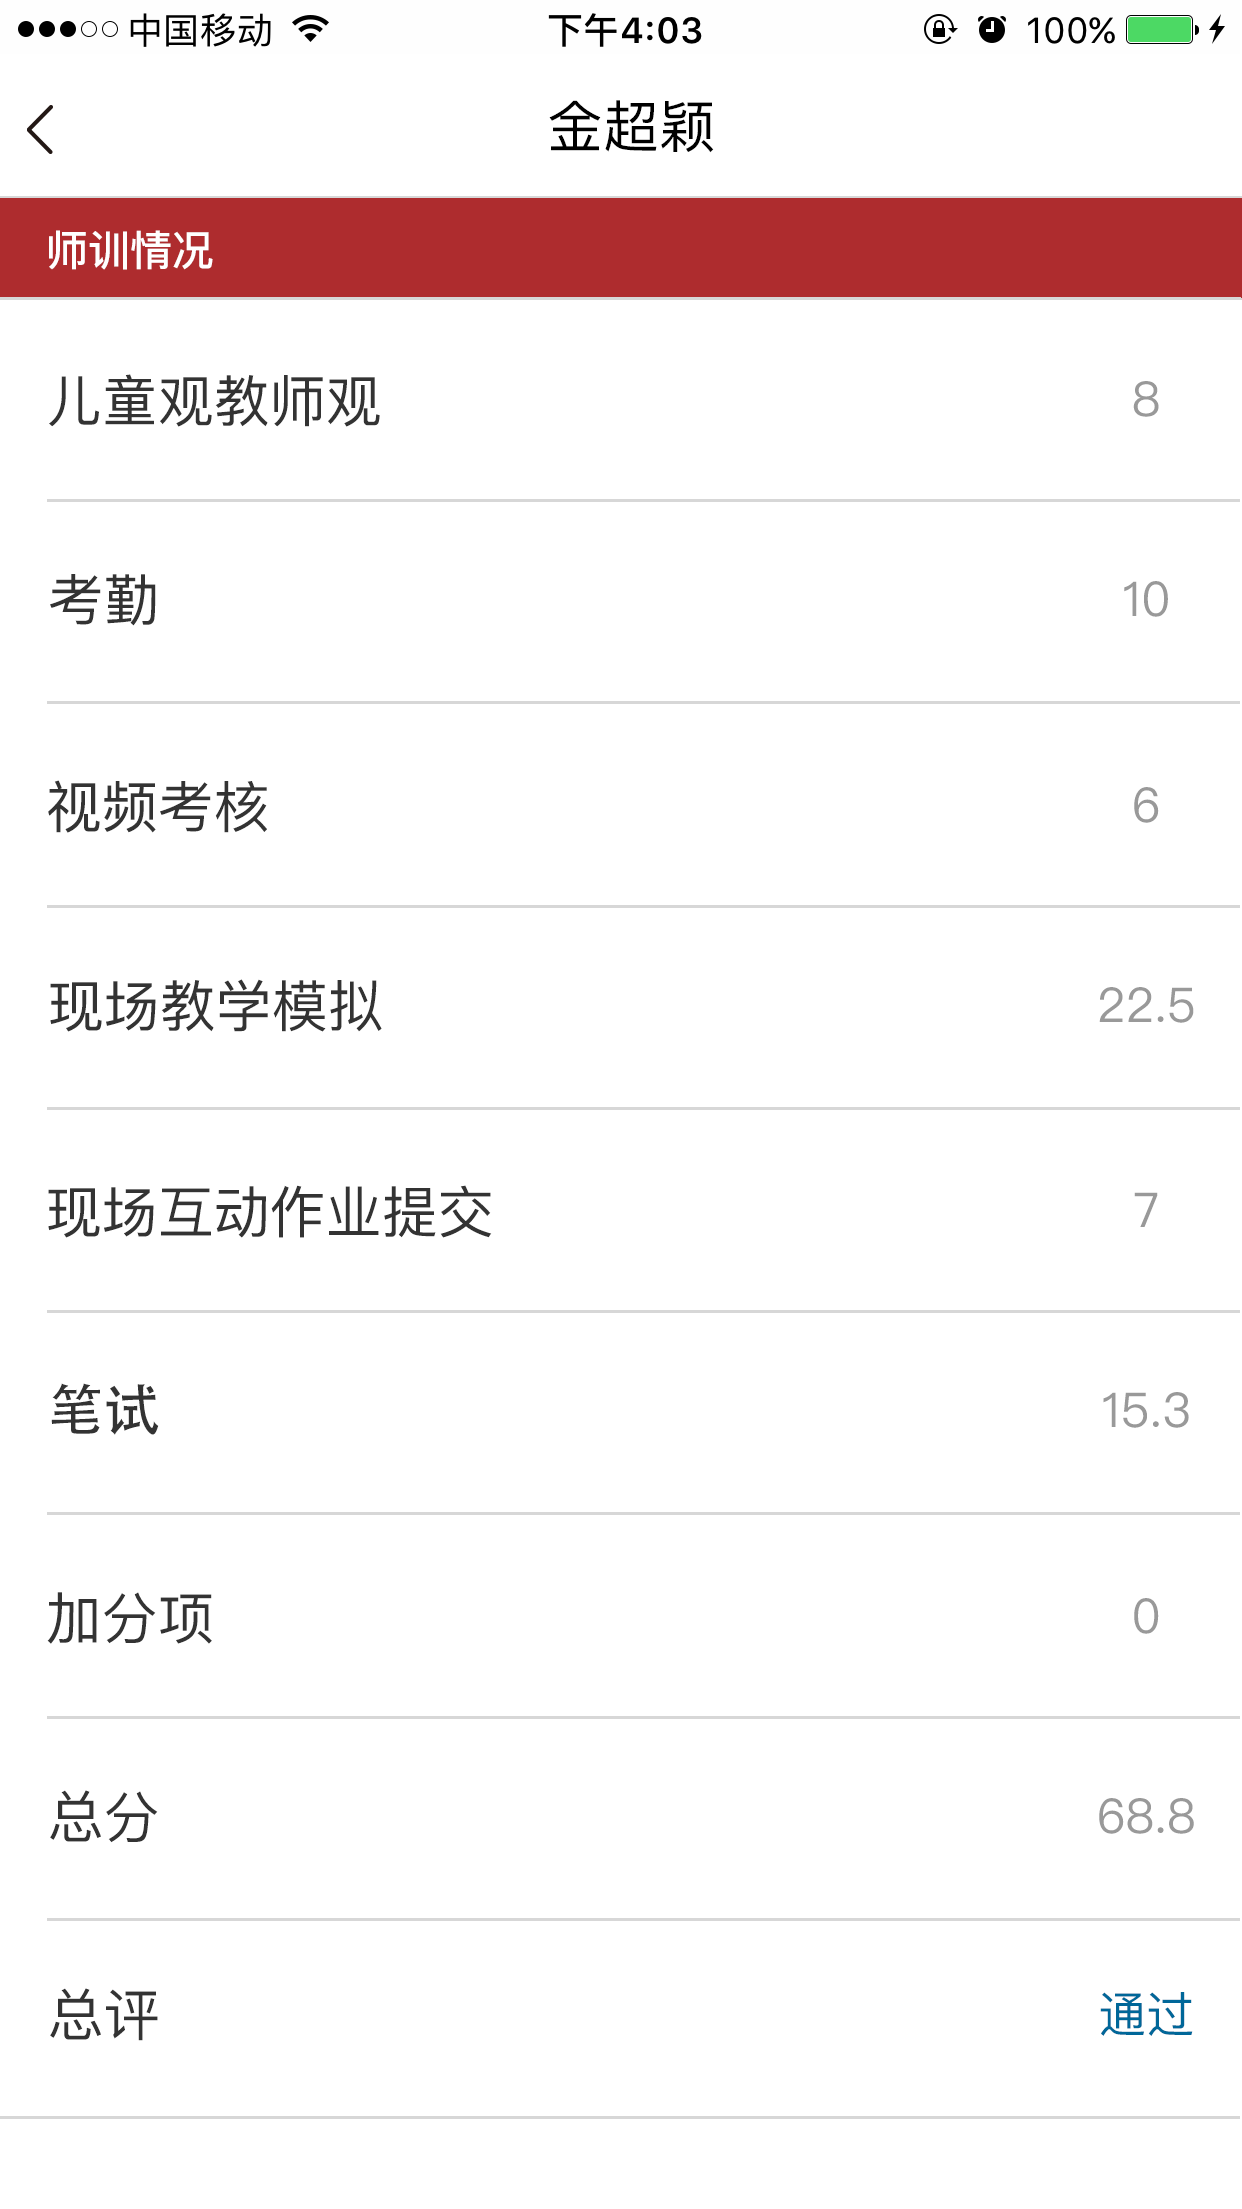 中国移动 下午4:03 100%
金超颖
师训情况
儿童观教师观 8
考勤 10
视频考核 6
现场教学模拟 22.5
现场互动作业提交 7
笔试 15.3
加分项 0
总分 68.8
总评 通过